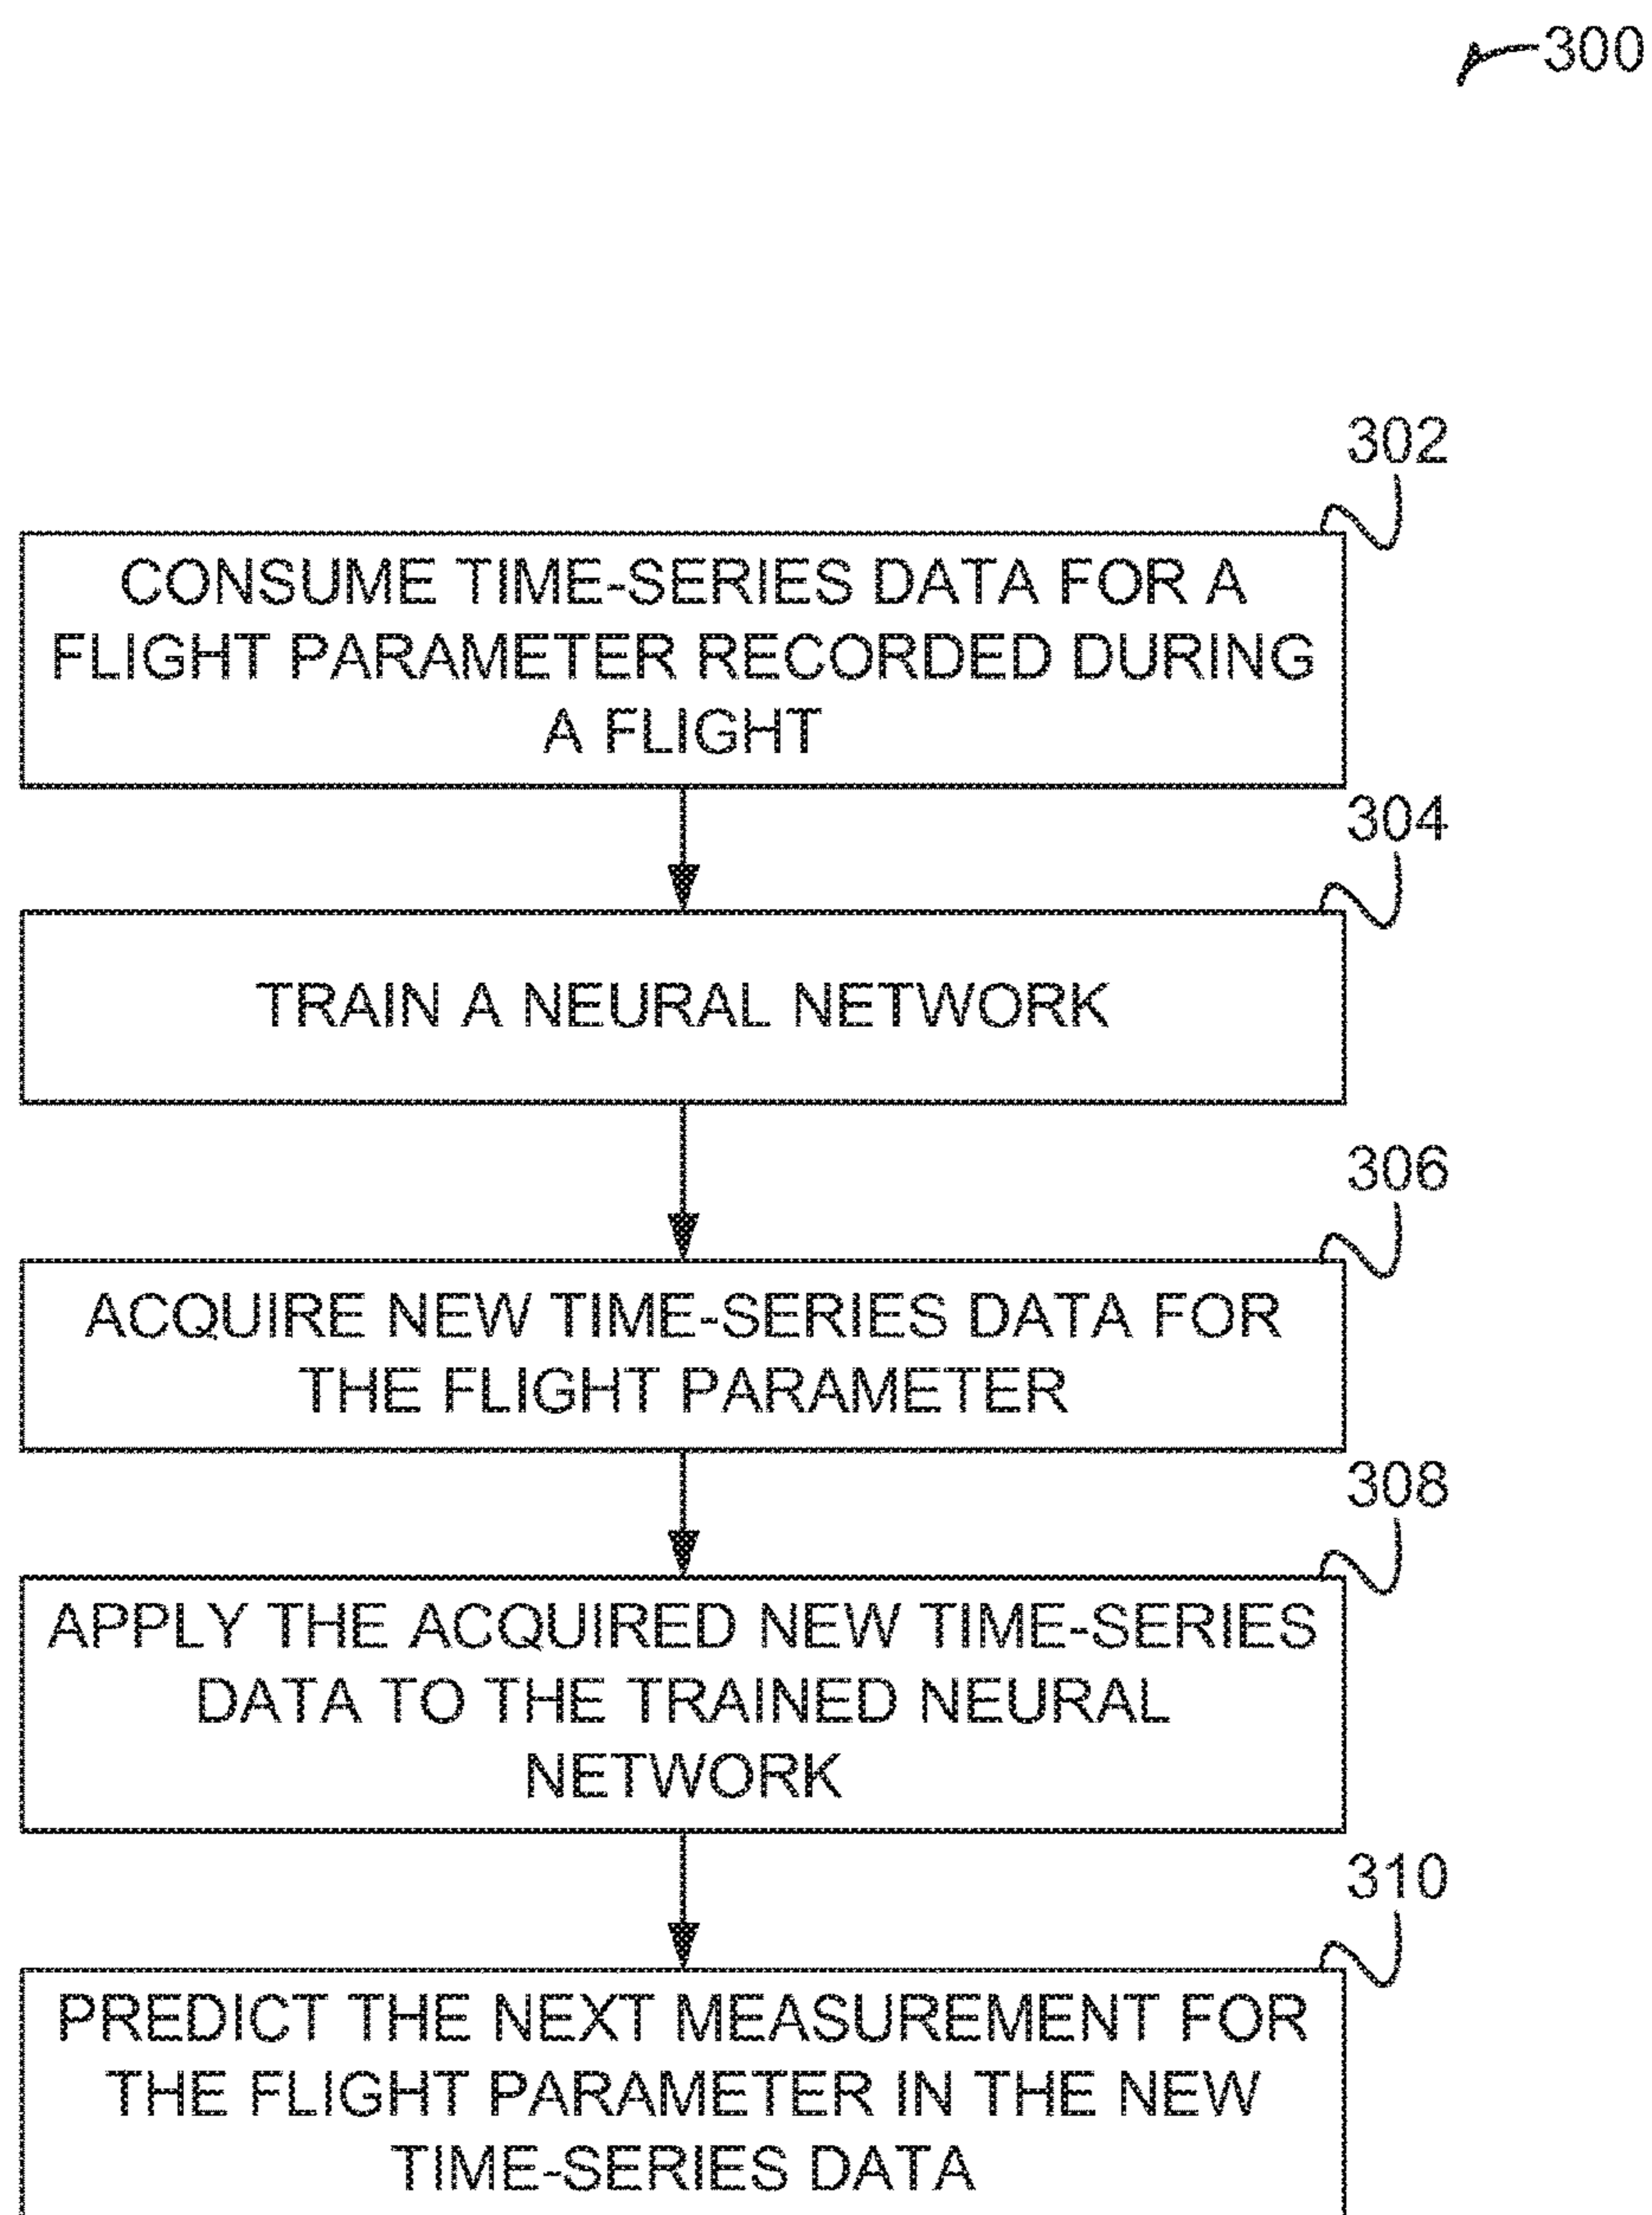 300
302
CONSUME TIME-SERIES DATA FOR A
FLIGHT PARAMETER RECORDED DURING
A FLIGHT
304
TRAIN A NEURAL NETWORK
306
ACQUIRE NEW TIME-SERIES DATA FOR
THE FLIGHT PARAMETER
308
APPLY THE ACQUIRED NEW TIME-SERIES
DATA TO THE TRAINED NEURAL
NETWORK
310
PREDICT THE NEXT MEASUREMENT FOR
THE FLIGHT PARAMETER IN THE NEW
TIME-SERIES DATA